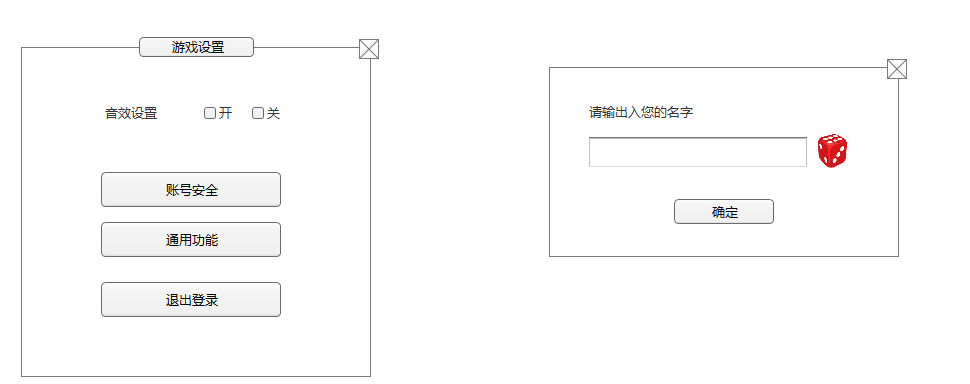 游戏设置
音效设置 开 关
账号安全
通用功能
退出登录
请输出入您的名字
确定